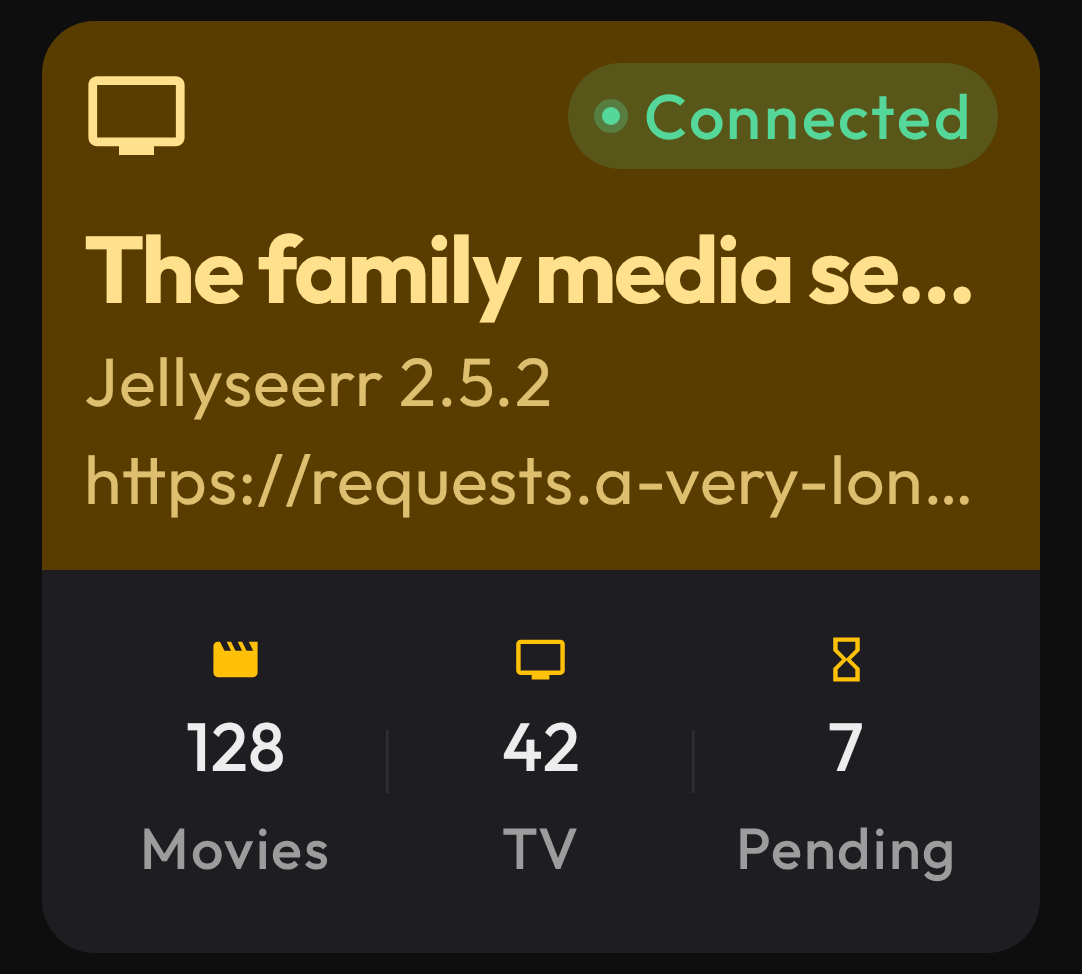 Connected
The family media se...
Jellyseerr 2.5.2
https://requests.a-very-lon...
128 42 7
Movies TV Pending